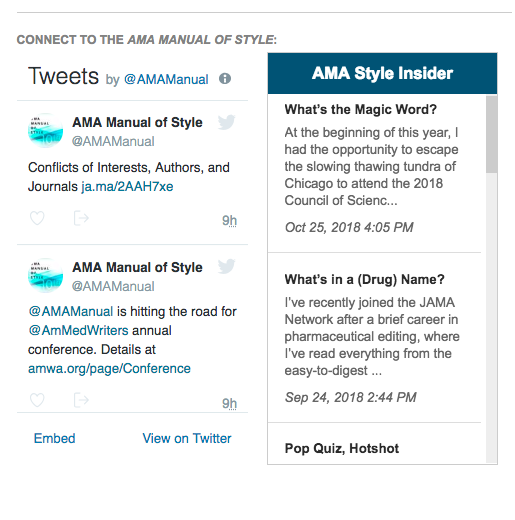 CONNECT TO THE AMA MANUAL OF STYLE:
Tweets by @AMAManual
AMA Manual of Style
@AMAManual
Conflicts of Interests, Authors, and
Journals ja.ma/2AAH7xe
9h
AMA Manual of Style
@AMAManual
@AMAManual is hitting the road for
@AmMedWriters annual
conference. Details at
amwa.org/page/Conference
9h
Embed
View on Twitter
AMA Style Insider
What's the Magic Word?
At the beginning of this year, I
had the opportunity to escape
the slowing thawing tundra of
Chicago to attend the 2018
Council of Scienc...
Oct 25, 2018 4:05 PM
What's in a (Drug) Name?
I've recently joined the JAMA
Network after a brief career in
pharmaceutical editing, where
I've read everything from the
easy-to-digest ...
Sep 24, 2018 2:44 PM
Pop Quiz, Hotshot